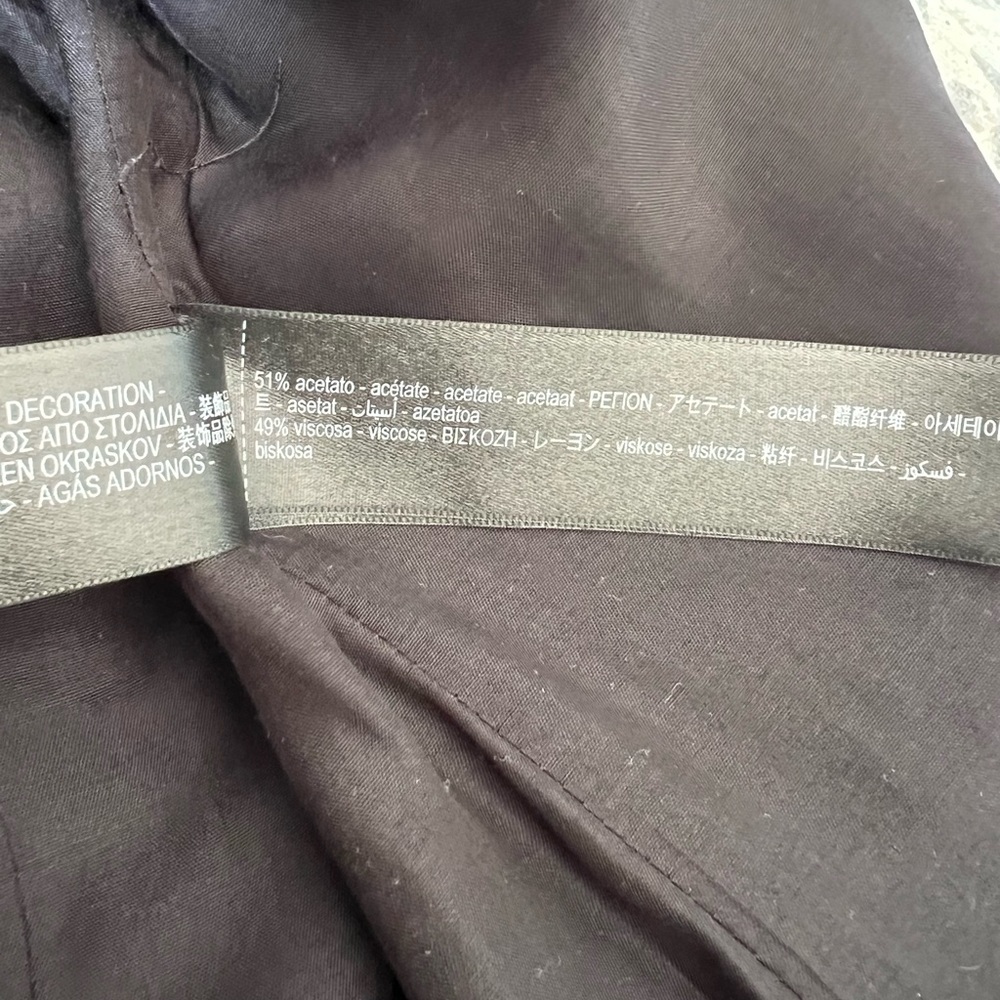 DECORATION -
ΟΣ ΑΠΟ ΣΤΟΛΙΔΙΑ - 装飾品
EN OKRASKOV - 装饰品除
- AGÁS ADORNOS -
51% acetato - acétate - acetate - acetaat - ΡΕΓΙΟΝ - アセテート - acetat - 醋酯纤维 - 아세테이
트 - asetat - أسيتات - azetatoa
49% viscosa - viscose - ΒΙΣΚΟΖΗ - レーヨン - viskose - viskoza - 粘纤 - 비스코스 - فسكوز -
biskosa